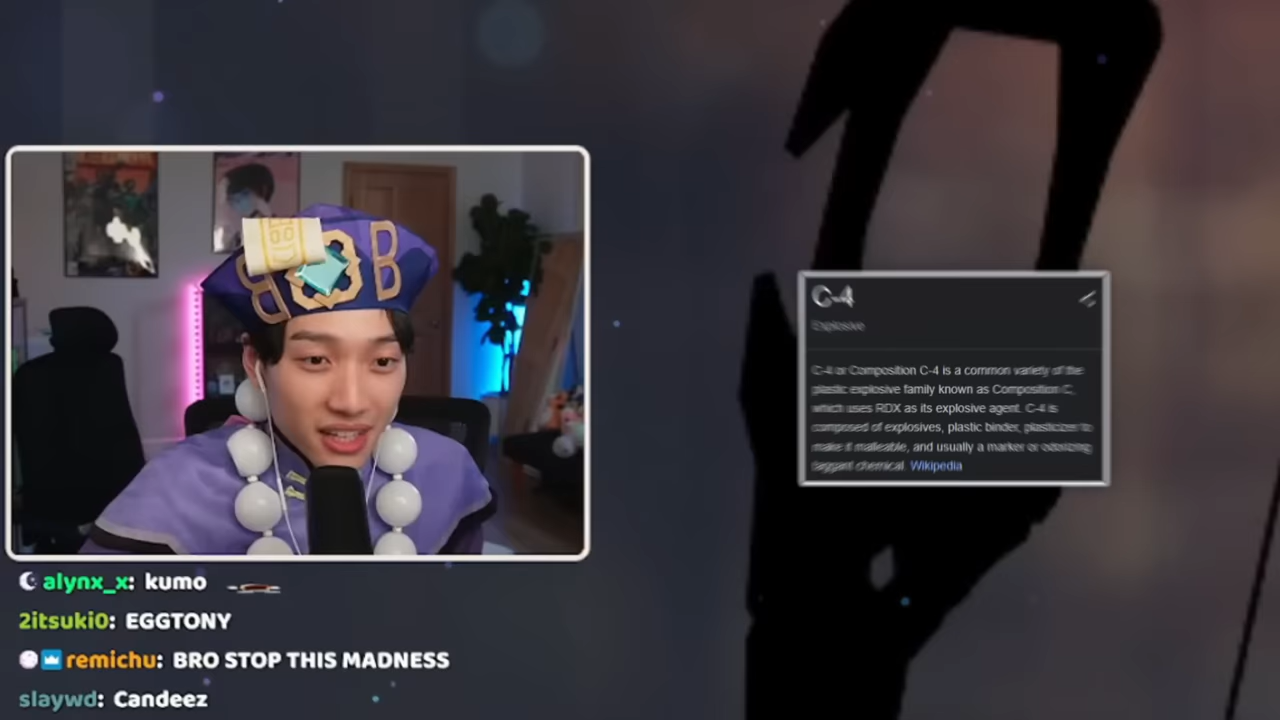 BOB
alynx_x: kumo
2itsuki0: EGGTONY
remichu: BRO STOP THIS MADNESS
slaywd: Candeez
C-4
Explosive
C-4 or Composition C-4 is a common variety of the
plastic explosive family known as Composition C,
which uses RDX as its explosive agent. C-4 is
composed of explosives, plastic binder, plasticizer to
make it malleable, and usually a marker or odorizing
taggant chemical. Wikipedia